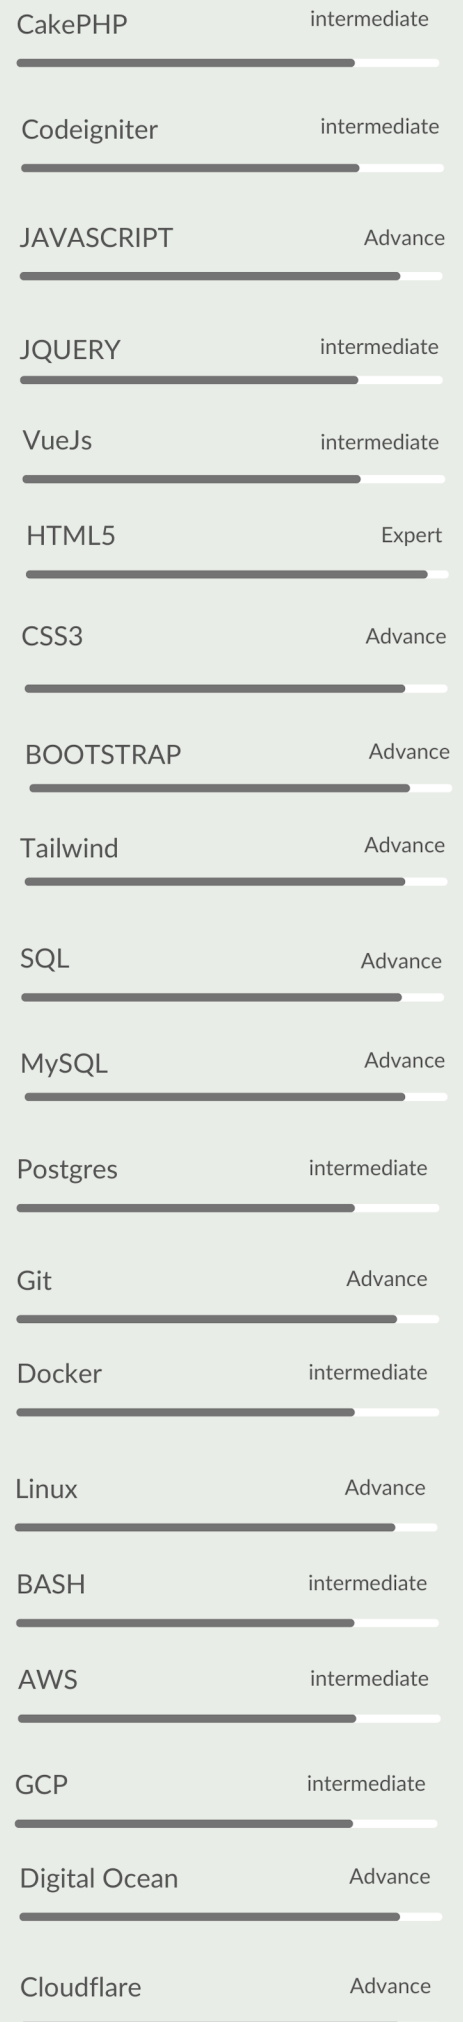 CakePHP intermediate
Codeigniter intermediate
JAVASCRIPT Advance
JQUERY intermediate
VueJs intermediate
HTML5 Expert
CSS3 Advance
BOOTSTRAP Advance
Tailwind Advance
SQL Advance
MySQL Advance
Postgres intermediate
Git Advance
Docker intermediate
Linux Advance
BASH intermediate
AWS intermediate
GCP intermediate
Digital Ocean Advance
Cloudflare Advance